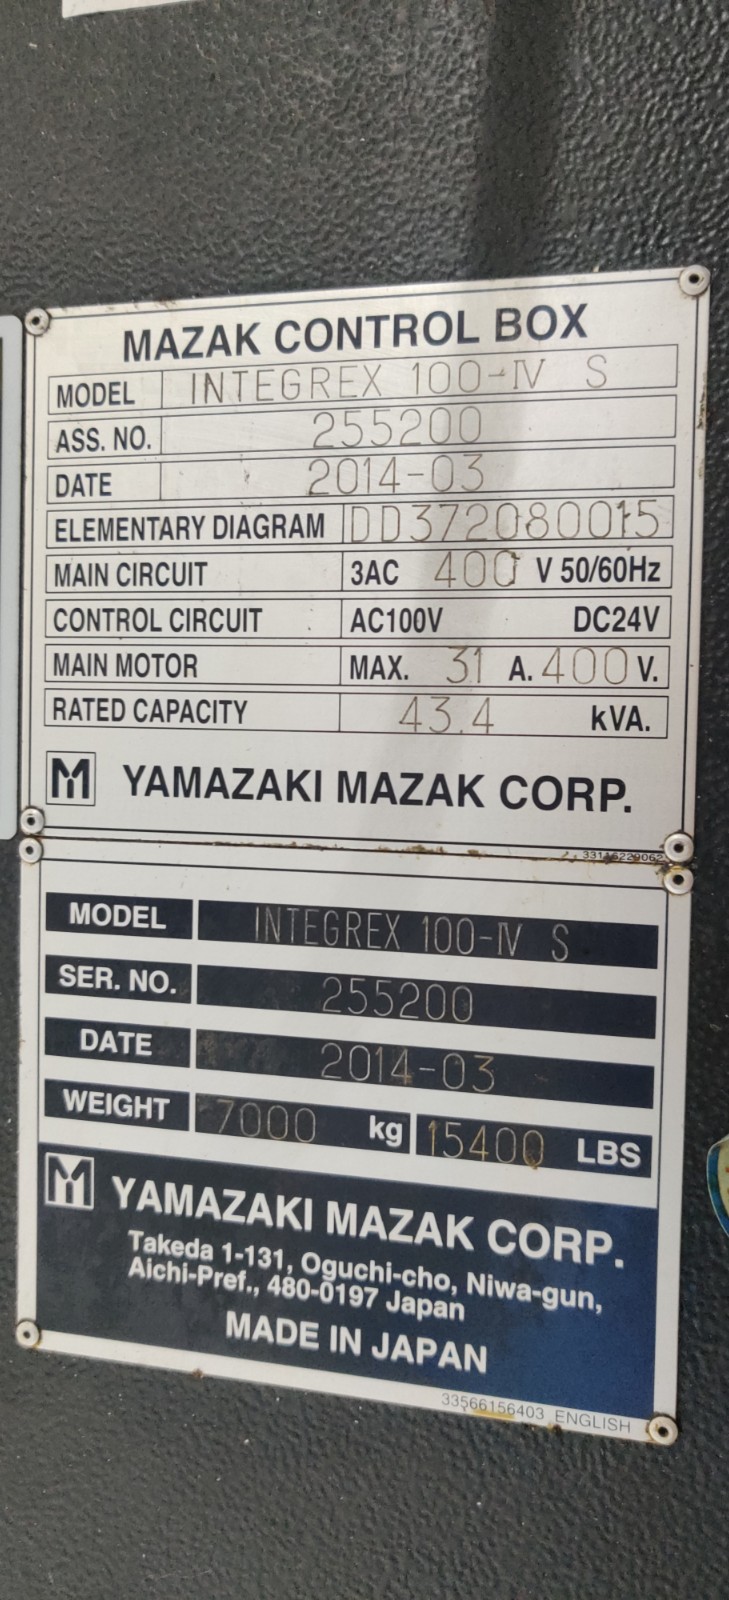 MAZAK CONTROL BOX
MODEL INTEGREX 100-IV S
ASS. NO. 255200
DATE 2014-03
ELEMENTARY DIAGRAM DD372080015
MAIN CIRCUIT 3AC 400 V 50/60Hz
CONTROL CIRCUIT AC100V DC24V
MAIN MOTOR MAX. 31 A. 400 V.
RATED CAPACITY 43.4 kVA.
YAMAZAKI MAZAK CORP.
MODEL INTEGREX 100-IV S
SER. NO. 255200
DATE 2014-03
WEIGHT 7000 kg 15400 LBS
YAMAZAKI MAZAK CORP.
Takeda 1-131, Oguchi-cho, Niwa-gun,
Aichi-Pref., 480-0197 Japan
MADE IN JAPAN
33566156403 ENGLISH